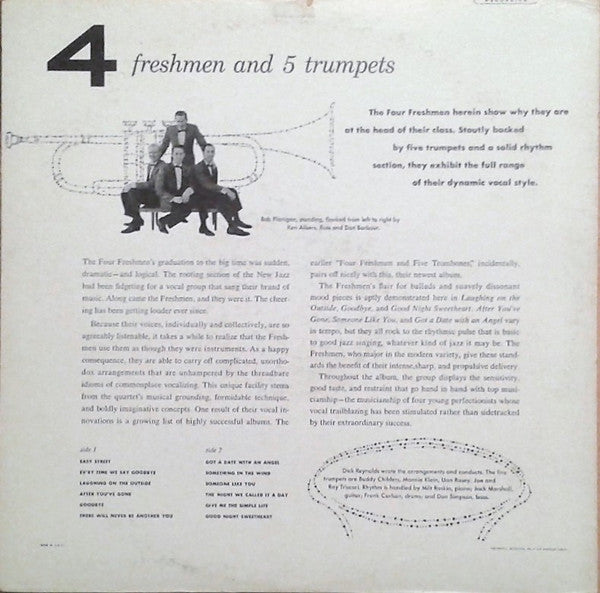 4 freshmen and 5 trumpets
The Four Freshmen herein show why they are
at the head of their class. Stoutly backed
by five trumpets and a solid rhythm
section, they exhibit the full range
of their dynamic vocal style.
Bob Flanigan, standing, flanked from left to right by
Ken Albers, Ross and Don Barbour.
The Four Freshmen's graduation to the big time was sudden,
dramatic—and logical. The rooting section of the New Jazz
had been fidgeting for a vocal group that sang their brand of
music. Along came the Freshmen, and they were it. The cheer-
ing has been getting louder ever since.
Because their voices, individually and collectively, are so
agreeably listenable, it takes a while to realize that the Fresh-
men use them as though they were instruments. As a happy
consequence, they are able to carry off complicated, unortho-
dox arrangements that are unhampered by the threadbare
idioms of commonplace vocalizing. This unique facility stems
from the quartet's musical grounding, formidable technique,
and boldly imaginative concepts. One result of their vocal in-
novations is a growing list of highly successful albums. The
earlier "Four Freshmen and Five Trombones," incidentally,
pairs off nicely with this, their newest album.
The Freshmen's flair for ballads and suavely dissonant
mood pieces is aptly demonstrated here in Laughing on the
Outside, Goodbye, and Good Night Sweetheart. After You've
Gone, Someone Like You, and Got a Date with an Angel vary
in tempo, but they all rock to the rhythmic pulse that is basic
to good jazz singing, whatever kind of jazz it may be. The
Freshmen, who major in the modern variety, give these stand-
ards the benefit of their intense, sharp, and propulsive delivery
Throughout the album, the group displays the sensitivity,
good taste, and restraint that go hand in hand with top musi-
cianship—the musicianship of four young perfectionists whose
vocal trailblazing has been stimulated rather than sidetracked
by their extraordinary success.
side 1
EASY STREET
EV'RY TIME WE SAY GOODBYE
LAUGHING ON THE OUTSIDE
AFTER YOU'VE GONE
GOODBYE
THERE WILL NEVER BE ANOTHER YOU
side 2
GOT A DATE WITH AN ANGEL
SOMETHING IN THE WIND
SOMEONE LIKE YOU
THE NIGHT WE CALLED IT A DAY
GIVE ME THE SIMPLE LIFE
GOOD NIGHT SWEETHEART
Dick Reynolds wrote the arrangements and conducts. The five
trumpets are Buddy Childers, Mannie Klein, Don Raney, Joe and
Ray Triscari. Rhythm is handled by Milt Raskin, piano; Jack Marshall,
guitar; Frank Carlson, drums; and Don Simpson, bass.